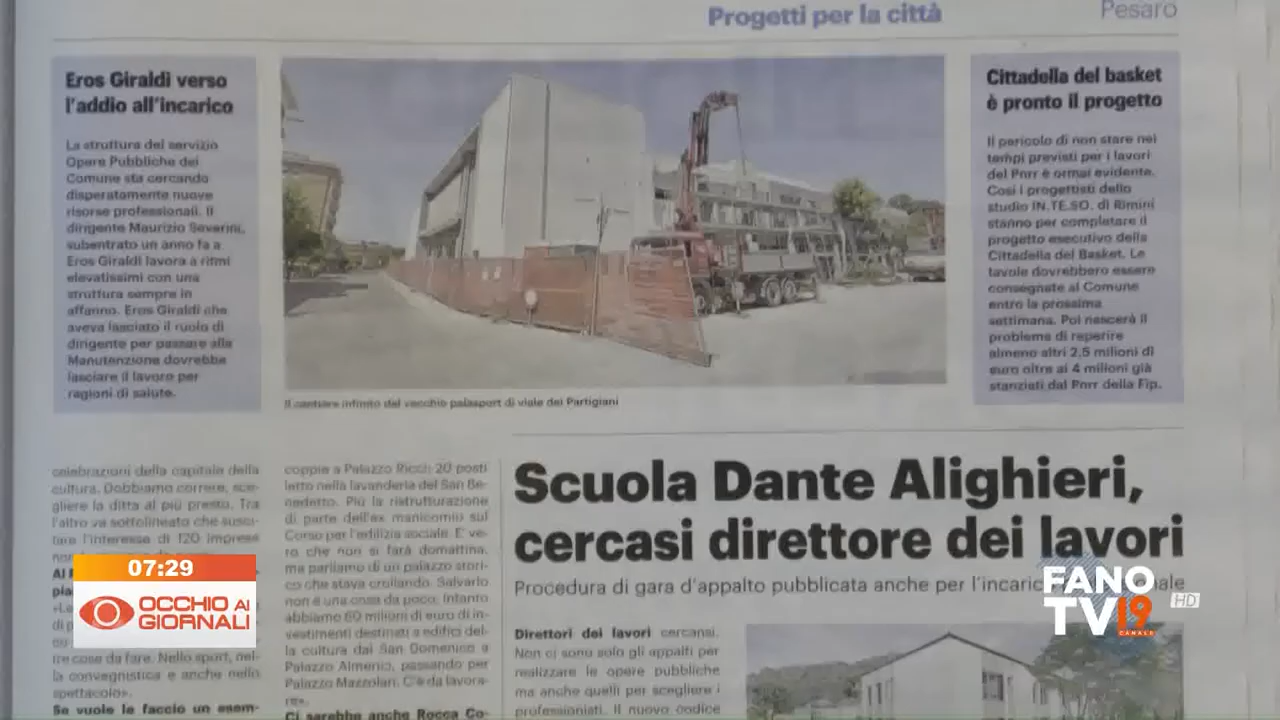 Progetti per la città
Pesaro
Eros Giraldi verso
l'addio all'incarico
La struttura del servizio
Opere Pubbliche del
Comune sta cercando
disperatamente nuove
risorse professionali. Il
dirigente Maurizio Severini,
subentrato un anno fa a
Eros Giraldi lavora a ritmi
elevatissimi con una
struttura sempre in
affanno. Eros Giraldi che
aveva lasciato il ruolo di
dirigente per passare alla
Manutenzione dovrebbe
lasciare il lavoro per
ragioni di salute.
Il cantiere infinito del vecchio palasport di viale dei Partigiani
Cittadella del basket
è pronto il progetto
Il pericolo di non stare nei
tempi previsti per i lavori
del Pnrr è ormai evidente.
Così i progettisti dello
studio IN.TE.SO. di Rimini
stanno per completare il
progetto esecutivo della
Cittadella del Basket. Le
tavole dovrebbero essere
consegnate al Comune
entro la prossima
settimana. Poi nascerà il
problema di reperire
almeno altri 2,5 milioni di
euro oltre ai 4 milioni già
stanziati dal Pnrr della Fip.
celebrazioni della capitale della
cultura. Dobbiamo correre, sce-
gliere la ditta al più presto. Tra
l'altro va sottolineato che susci-
tare l'interesse di 120 imprese
tre cose da fare. Nello sport, nel-
la convegnistica e anche nello
spettacolo».
Se vuole le faccio un esem-
coppie a Palazzo Ricci: 20 posti
letto nella lavanderia del San Be-
nedetto. Più la ristrutturazione
di parte dell'ex manicomio sul
Corso per l'edilizia sociale. E' ve-
ro che non si farà domattina,
ma parliamo di un palazzo stori-
co che stava crollando. Salvarlo
non è una cosa da poco. Intanto
abbiamo 60 milioni di euro di in-
vestimenti destinati a edifici del-
la cultura dal San Domenico a
Palazzo Almerici, passando per
Palazzo Mazzolari. C'è da lavora-
re».
Ci sarebbe anche Rocca Co-
Scuola Dante Alighieri,
cercasi direttore dei lavori
Procedura di gara d'appalto pubblicata anche per l'incarico
Direttori dei lavori cercansi.
Non ci sono solo gli appalti per
realizzare le opere pubbliche
ma anche quelli per scegliere i
professionisti. Il nuovo codice
07:29
OCCHIO AI
GIORNALI
FANO
TV 19
CANALE
HD